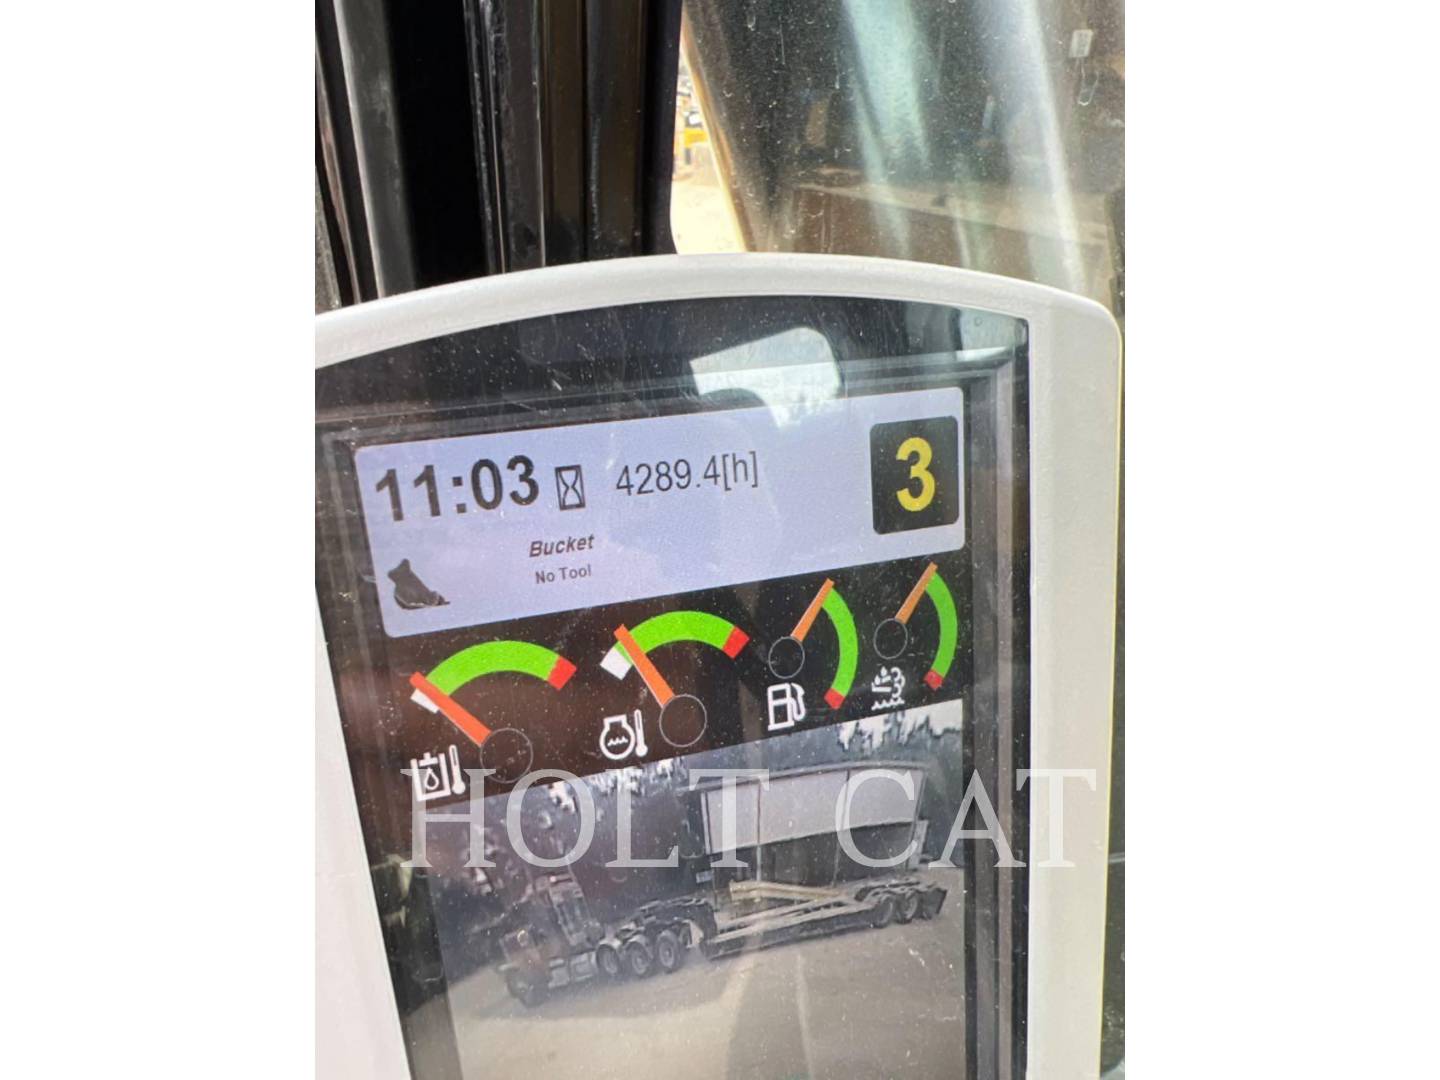 11:03 4289.4[h] 3
Bucket
No Tool
HOLT CAT